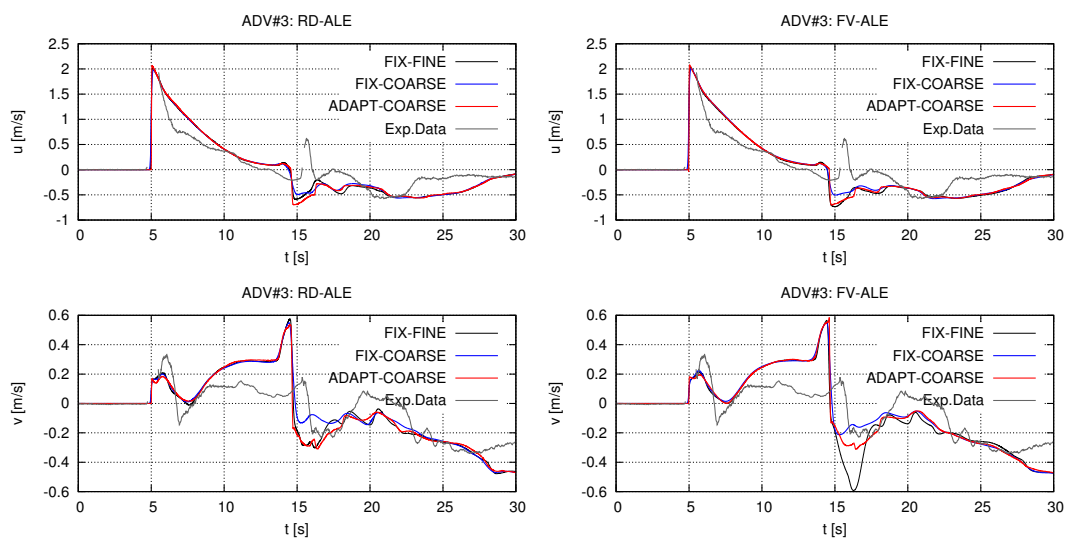 ADV#3: RD-ALE
2.5
2
1.5
1
0.5
0
-0.5
-1
u [m/s]
FIX-FINE
FIX-COARSE
ADAPT-COARSE
Exp.Data
0 5 10 15 20 25 30
t [s]
ADV#3: FV-ALE
2.5
2
1.5
1
0.5
0
-0.5
-1
u [m/s]
FIX-FINE
FIX-COARSE
ADAPT-COARSE
Exp.Data
0 5 10 15 20 25 30
t [s]
ADV#3: RD-ALE
0.6
0.4
0.2
0
-0.2
-0.4
-0.6
v [m/s]
FIX-FINE
FIX-COARSE
ADAPT-COARSE
Exp.Data
0 5 10 15 20 25 30
t [s]
ADV#3: FV-ALE
0.6
0.4
0.2
0
-0.2
-0.4
-0.6
v [m/s]
FIX-FINE
FIX-COARSE
ADAPT-COARSE
Exp.Data
0 5 10 15 20 25 30
t [s]